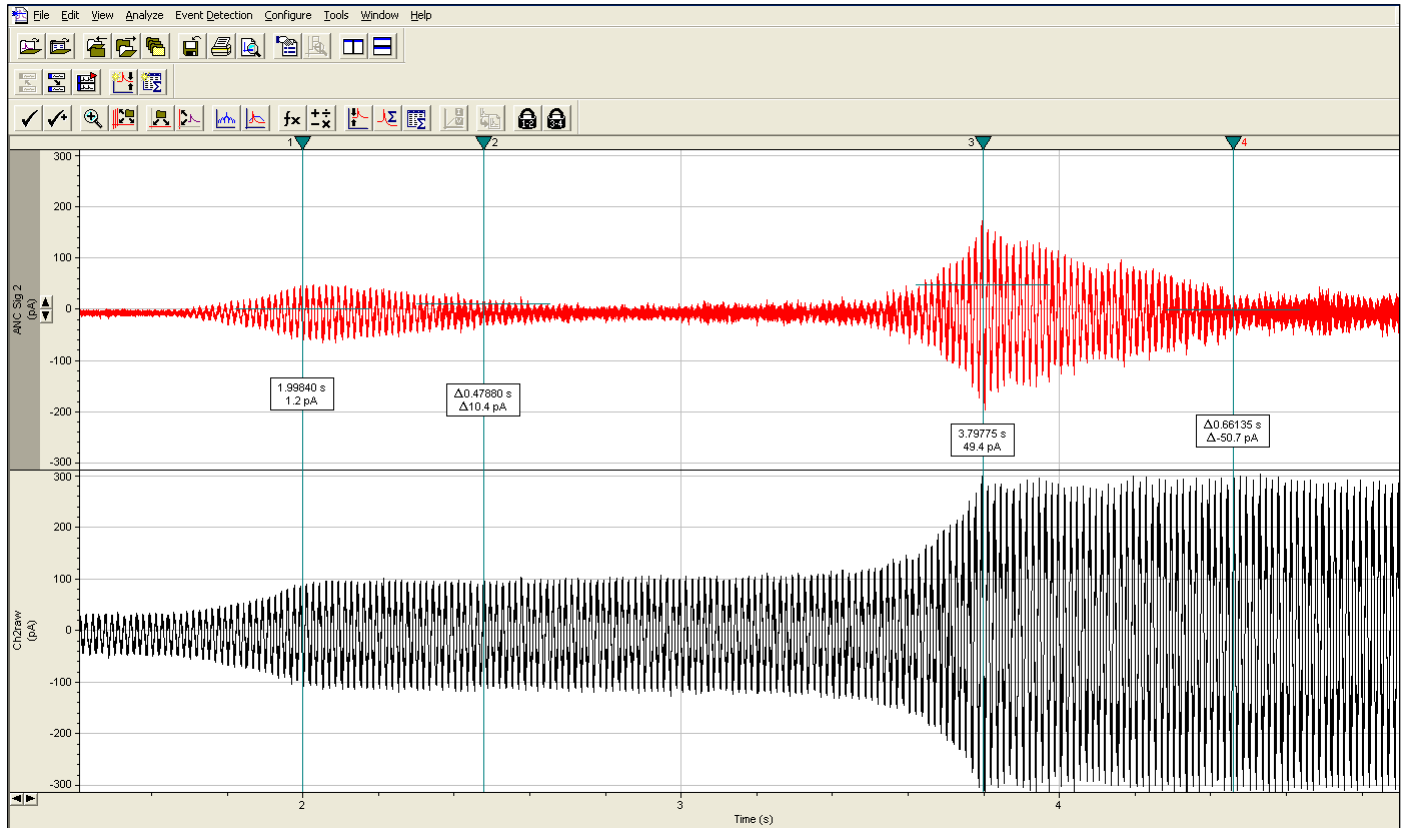 File Edit View Analyze Event Detection Configure Tools Window Help
1 2 3 4
300
200
100
0
-100
-200
-300
ANC Sig 2
(pA)
1.99840 s
1.2 pA
Δ0.47880 s
Δ10.4 pA
3.79775 s
49.4 pA
Δ0.66135 s
Δ-50.7 pA
300
200
100
0
-100
-200
-300
Ch2raw
(pA)
2 3 4
Time (s)